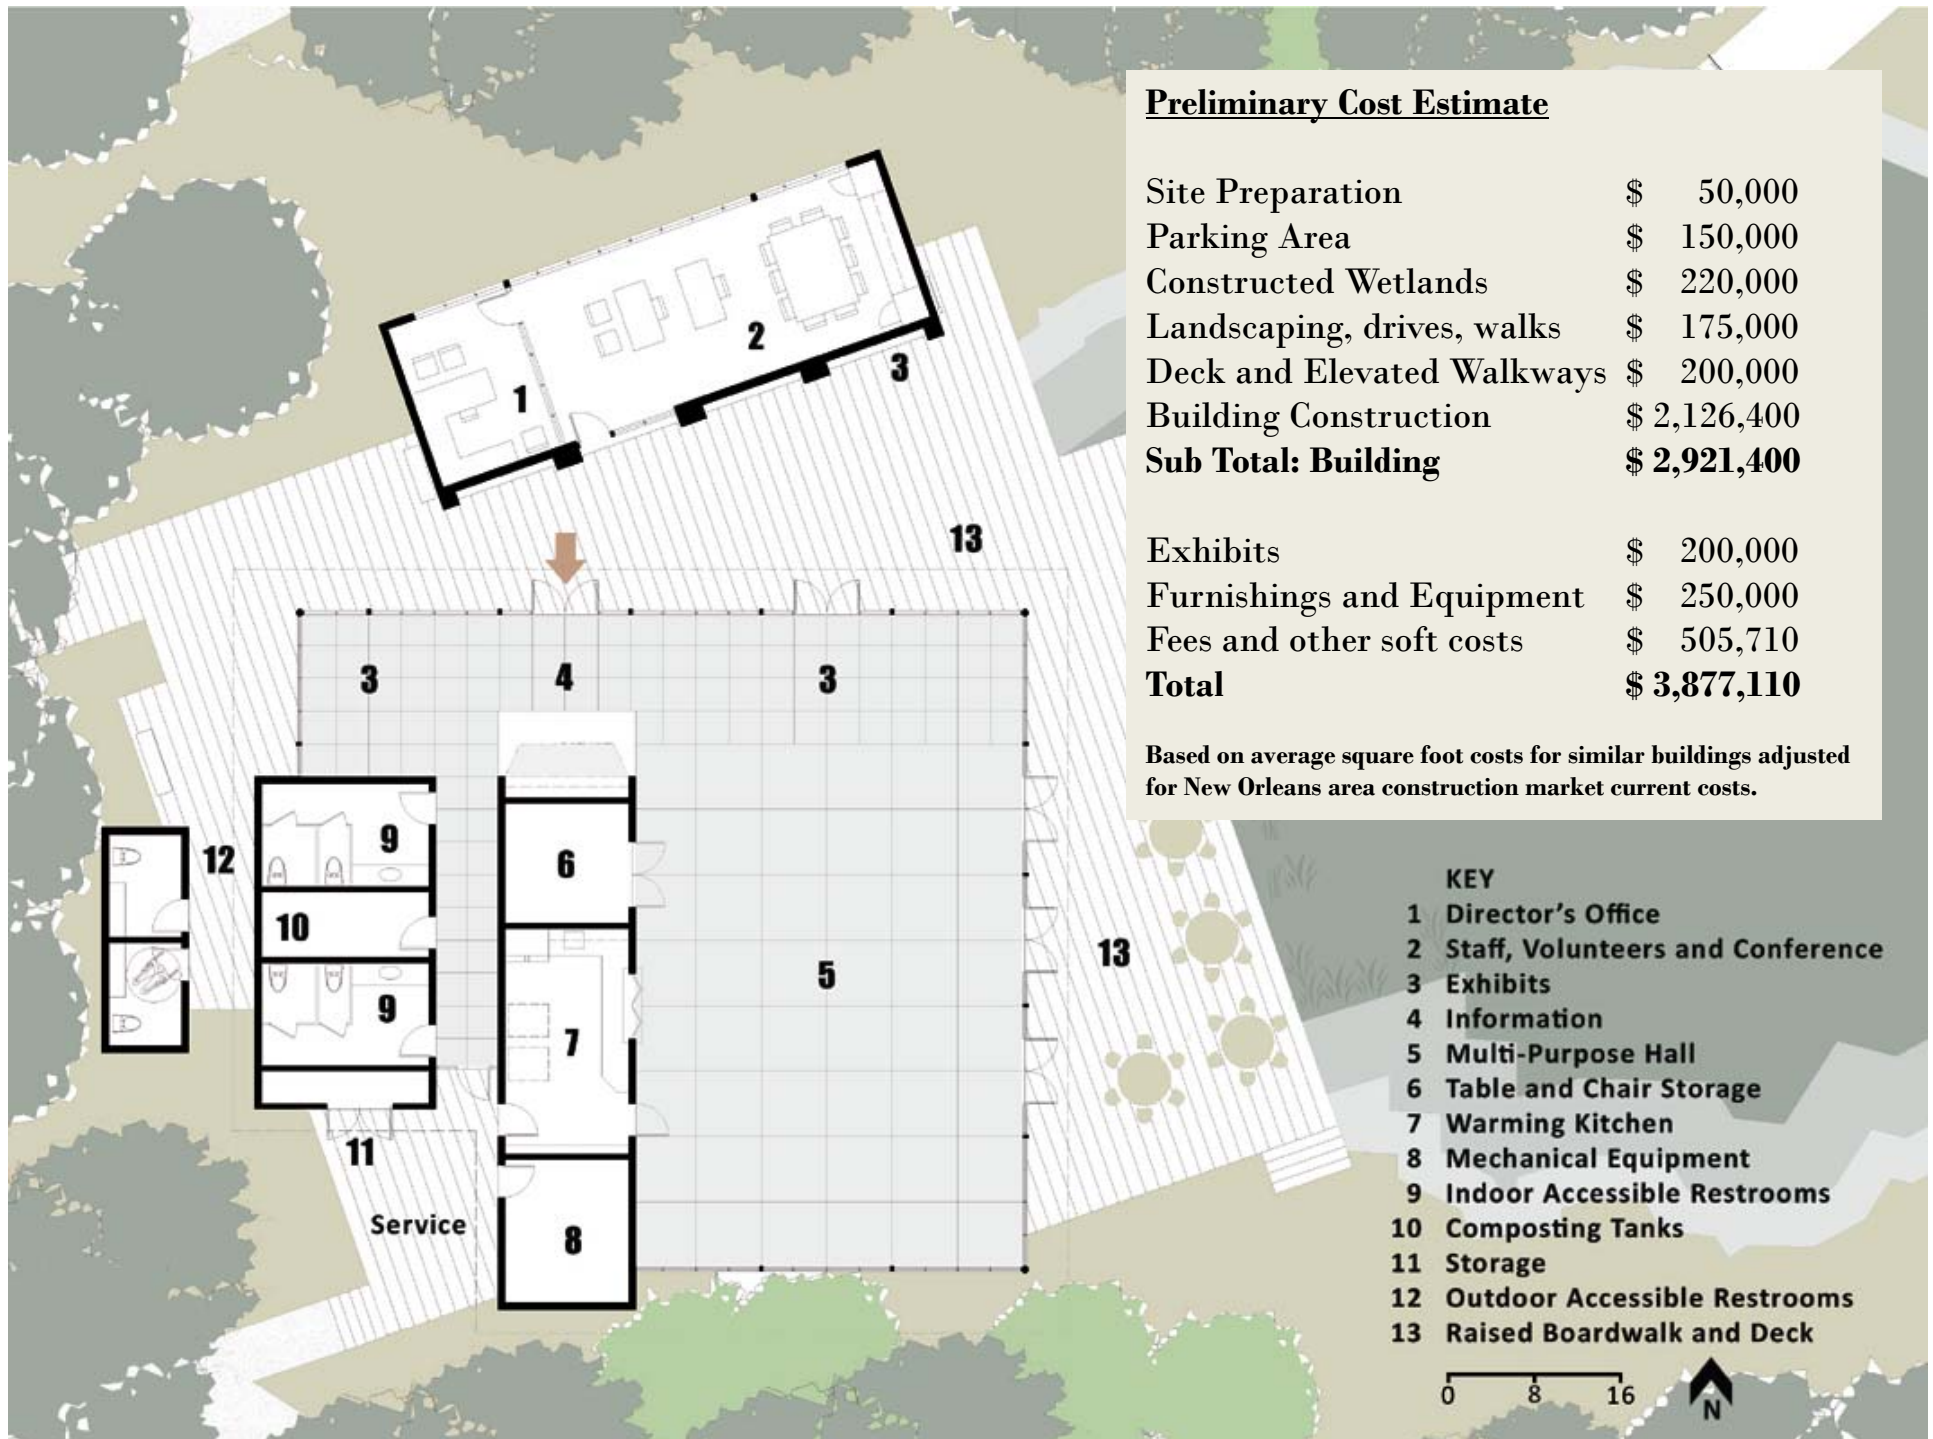 Preliminary Cost Estimate
Site Preparation $ 50,000
Parking Area $ 150,000
Constructed Wetlands $ 220,000
Landscaping, drives, walks $ 175,000
Deck and Elevated Walkways $ 200,000
Building Construction $ 2,126,400
Sub Total: Building $ 2,921,400
Exhibits $ 200,000
Furnishings and Equipment $ 250,000
Fees and other soft costs $ 505,710
Total $ 3,877,110
Based on average square foot costs for similar buildings adjusted
for New Orleans area construction market current costs.
2
3
1
13
3
4
3
9
12
6
10
13
5
9
7
11
Service
8
KEY
1 Director's Office
2 Staff, Volunteers and Conference
3 Exhibits
4 Information
5 Multi-Purpose Hall
6 Table and Chair Storage
7 Warming Kitchen
8 Mechanical Equipment
9 Indoor Accessible Restrooms
10 Composting Tanks
11 Storage
12 Outdoor Accessible Restrooms
13 Raised Boardwalk and Deck
0 8 16
N